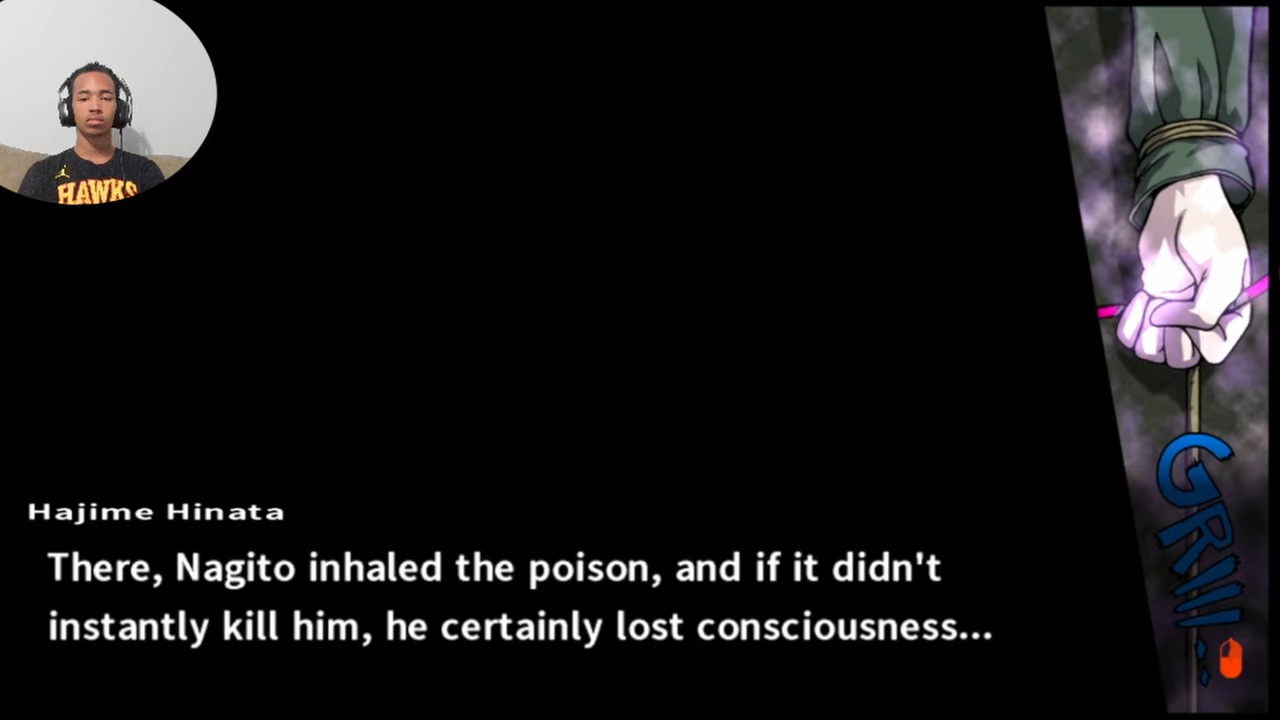 HAWKS
Hajime Hinata
There, Nagito inhaled the poison, and if it didn't
instantly kill him, he certainly lost consciousness...